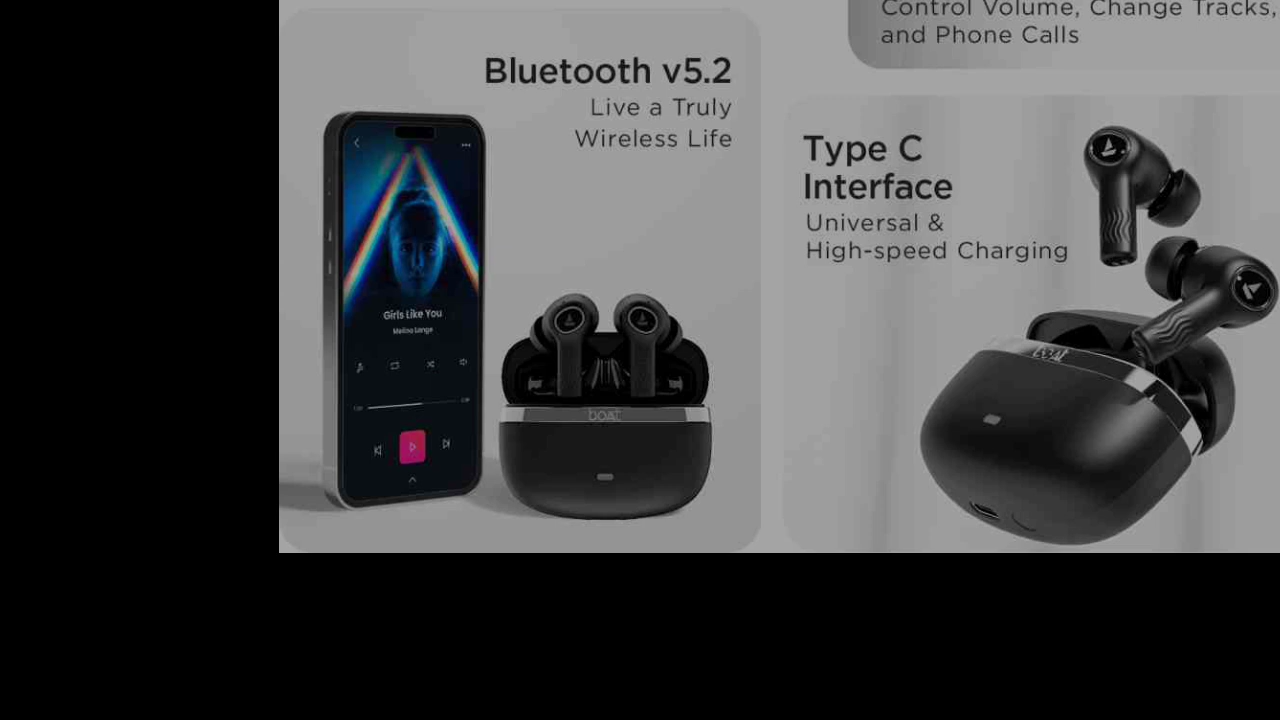 Control Volume, Change Tracks,
and Phone Calls
Bluetooth v5.2
Live a Truly
Wireless Life
Type C
Interface
Universal &
High-speed Charging
Girls Like You
boat
boat